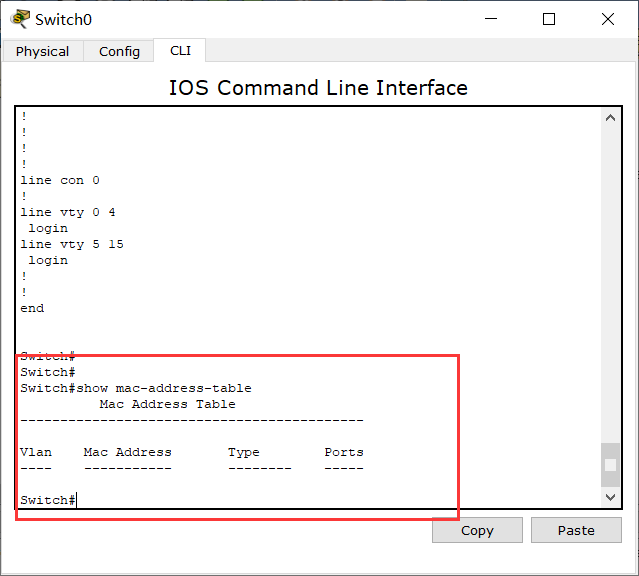 Switch0
Physical Config CLI
IOS Command Line Interface
!
!
!
!
line con 0
!
line vty 0 4
 login
line vty 5 15
 login
!
!
end
Switch#
Switch#
Switch#show mac-address-table
          Mac Address Table
-------------------------------------------
Vlan    Mac Address       Type        Ports
----    -----------       --------    -----
Switch#
Copy Paste